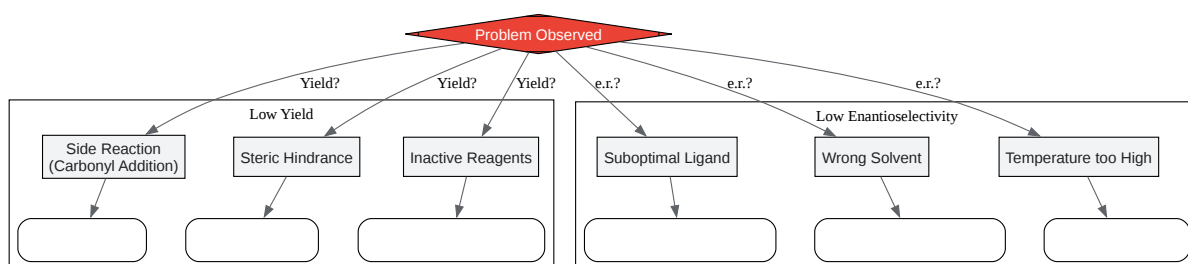 Problem Observed
Yield?
Yield?
Yield?
e.r.?
e.r.?
e.r.?
Low Yield
Low Enantioselectivity
Side Reaction
(Carbonyl Addition)
Steric Hindrance
Inactive Reagents
Suboptimal Ligand
Wrong Solvent
Temperature too High